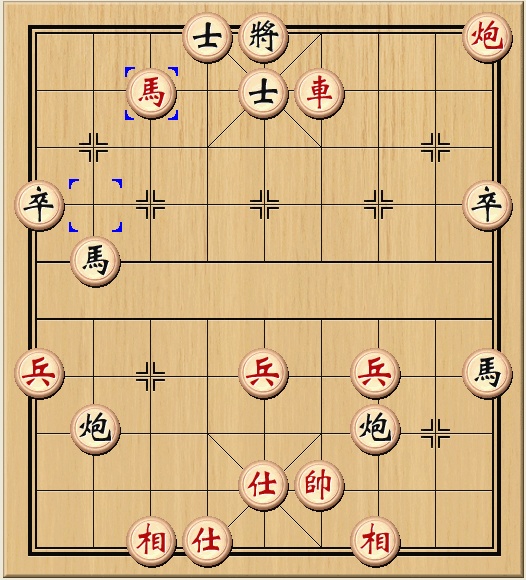 士 將 炮
馬 士 車
卒 卒
馬
兵 兵 兵 馬
炮 炮
仕 帥
相 仕 相